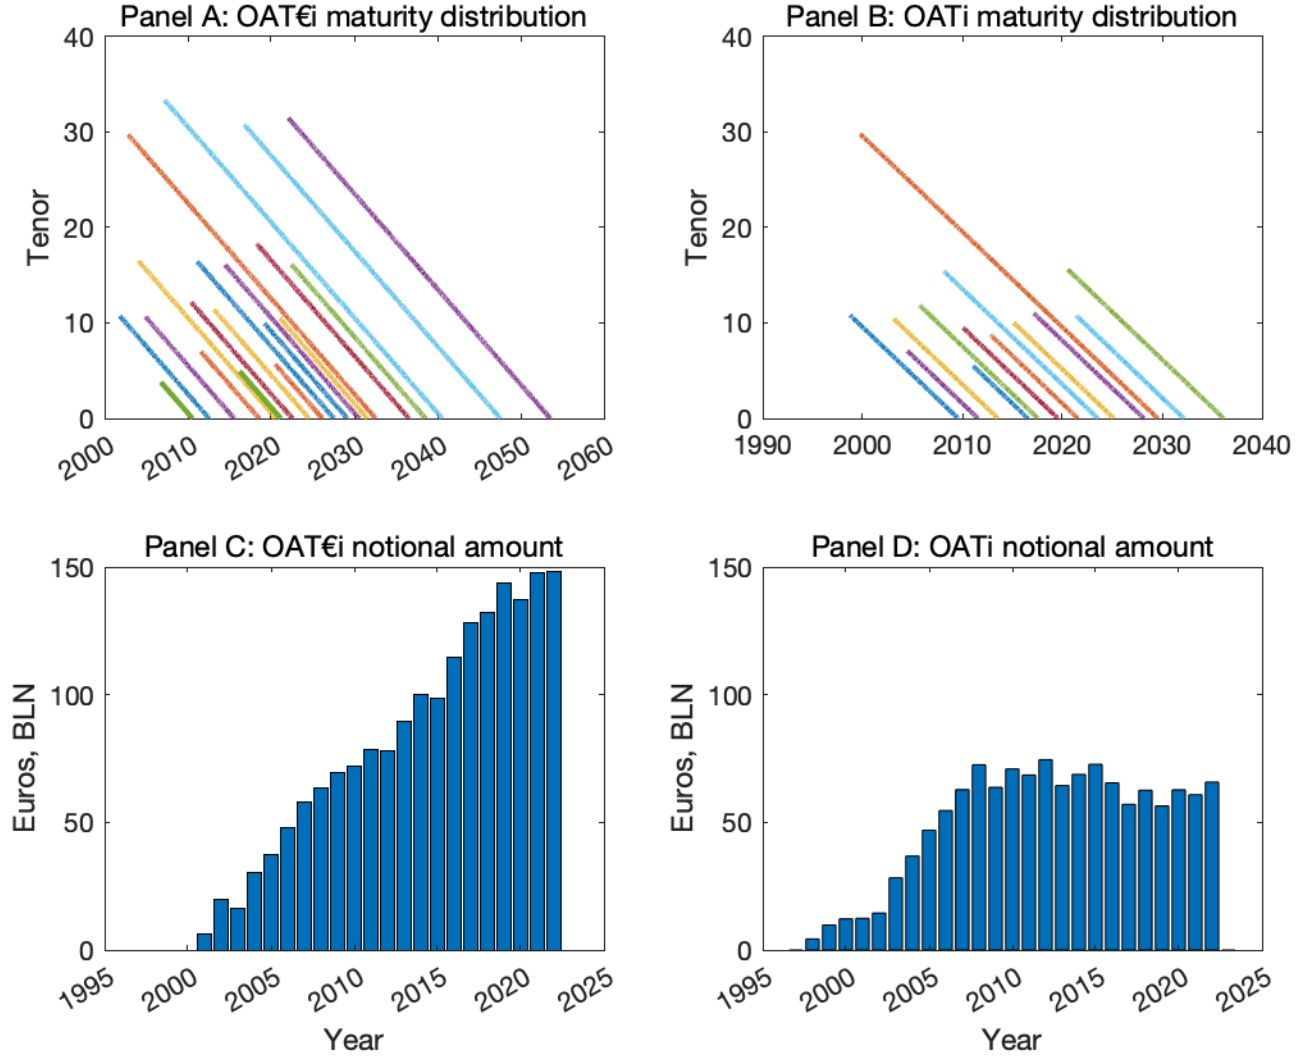 Panel A: OAT€i maturity distribution
40
30
20
10
0
Tenor
2000 2010 2020 2030 2040 2050 2060
Panel B: OATi maturity distribution
40
30
20
10
0
Tenor
1990 2000 2010 2020 2030 2040
Panel C: OAT€i notional amount
150
100
50
0
Euros, BLN
1995 2000 2005 2010 2015 2020 2025
Year
Panel D: OATi notional amount
150
100
50
0
Euros, BLN
1995 2000 2005 2010 2015 2020 2025
Year